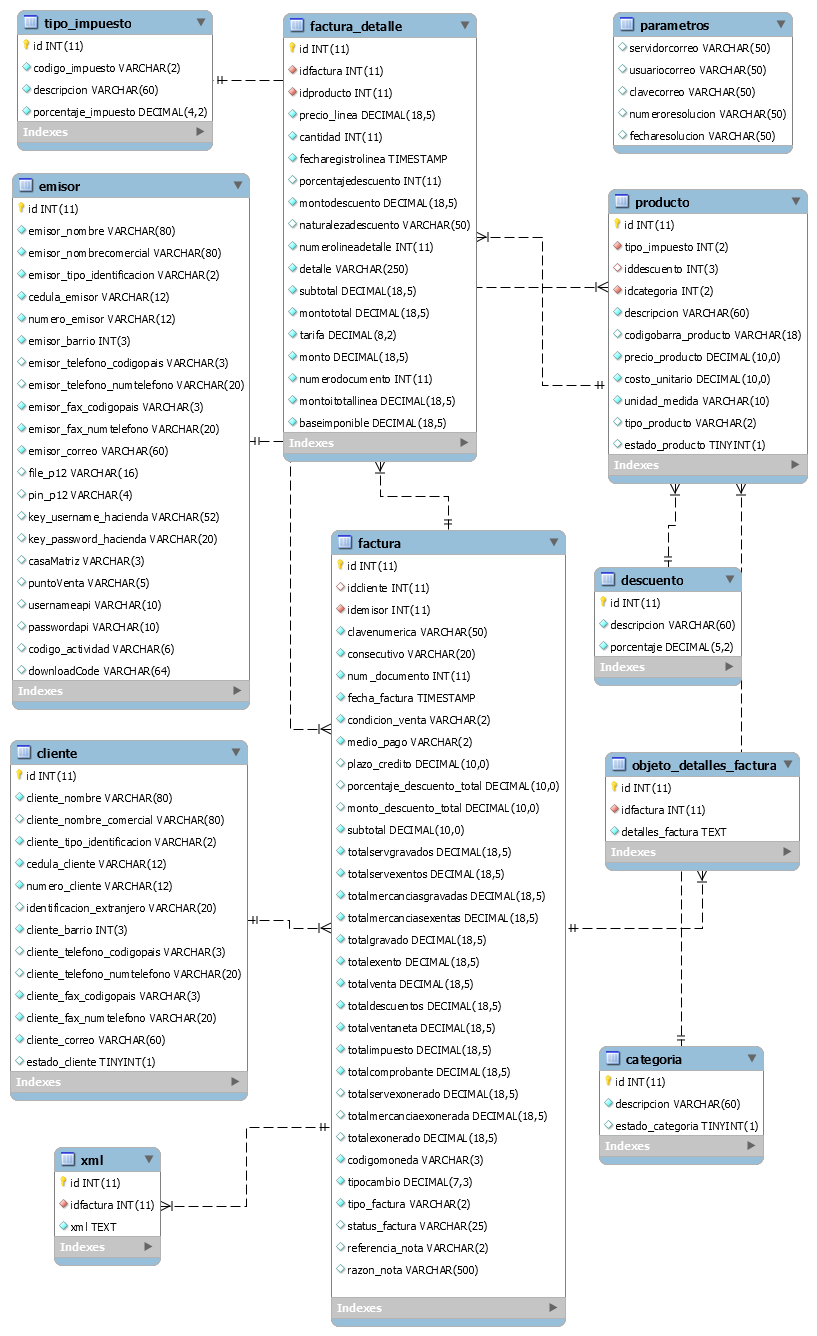 tipo_impuesto
id INT(11)
codigo_impuesto VARCHAR(2)
descripcion VARCHAR(60)
porcentaje_impuesto DECIMAL(4,2)
Indexes
factura_detalle
id INT(11)
idfactura INT(11)
idproducto INT(11)
precio_linea DECIMAL(18,5)
cantidad INT(11)
fecharegistrolinea TIMESTAMP
porcentajedescuento INT(11)
montodescuento DECIMAL(18,5)
naturalezadescuento VARCHAR(50)
numerolineadetalle INT(11)
detalle VARCHAR(250)
subtotal DECIMAL(18,5)
montototal DECIMAL(18,5)
tarifa DECIMAL(8,2)
monto DECIMAL(18,5)
numerodocumento INT(11)
montoitotallinea DECIMAL(18,5)
baseimponible DECIMAL(18,5)
Indexes
parametros
servidorcorreo VARCHAR(50)
usuariocorreo VARCHAR(50)
clavecorreo VARCHAR(50)
numeroresolucion VARCHAR(50)
fecharesolucion VARCHAR(50)
emisor
id INT(11)
emisor_nombre VARCHAR(80)
emisor_nombrecomercial VARCHAR(80)
emisor_tipo_identificacion VARCHAR(2)
cedula_emisor VARCHAR(12)
numero_emisor VARCHAR(12)
emisor_barrio INT(3)
emisor_telefono_codigopais VARCHAR(3)
emisor_telefono_numtelefono VARCHAR(20)
emisor_fax_codigopais VARCHAR(3)
emisor_fax_numtelefono VARCHAR(20)
emisor_correo VARCHAR(60)
file_p12 VARCHAR(16)
pin_p12 VARCHAR(4)
key_username_hacienda VARCHAR(52)
key_password_hacienda VARCHAR(20)
casaMatriz VARCHAR(3)
puntoVenta VARCHAR(5)
usernameapi VARCHAR(10)
passwordapi VARCHAR(10)
codigo_actividad VARCHAR(6)
downloadCode VARCHAR(64)
Indexes
producto
id INT(11)
tipo_impuesto INT(2)
iddescuento INT(3)
idcategoria INT(2)
descripcion VARCHAR(60)
codigobarra_producto VARCHAR(18)
precio_producto DECIMAL(10,0)
costo_unitario DECIMAL(10,0)
unidad_medida VARCHAR(10)
tipo_producto VARCHAR(2)
estado_producto TINYINT(1)
Indexes
factura
id INT(11)
idcliente INT(11)
idemisor INT(11)
clavenumerica VARCHAR(50)
consecutivo VARCHAR(20)
num_documento INT(11)
fecha_factura TIMESTAMP
condicion_venta VARCHAR(2)
medio_pago VARCHAR(2)
plazo_credito DECIMAL(10,0)
porcentaje_descuento_total DECIMAL(10,0)
monto_descuento_total DECIMAL(10,0)
subtotal DECIMAL(10,0)
totalservgravados DECIMAL(18,5)
totalservexentos DECIMAL(18,5)
totalmercanciasgravadas DECIMAL(18,5)
totalmercanciasexentas DECIMAL(18,5)
totalgravado DECIMAL(18,5)
totalexento DECIMAL(18,5)
totalventa DECIMAL(18,5)
totaldescuentos DECIMAL(18,5)
totalventaneta DECIMAL(18,5)
totalimpuesto DECIMAL(18,5)
totalcomprobante DECIMAL(18,5)
totalservexonerado DECIMAL(18,5)
totalmercanciaexonerada DECIMAL(18,5)
totalexonerado DECIMAL(18,5)
codigomoneda VARCHAR(3)
tipocambio DECIMAL(7,3)
tipo_factura VARCHAR(2)
status_factura VARCHAR(25)
referencia_nota VARCHAR(2)
razon_nota VARCHAR(500)
Indexes
descuento
id INT(11)
descripcion VARCHAR(60)
porcentaje DECIMAL(5,2)
Indexes
cliente
id INT(11)
cliente_nombre VARCHAR(80)
cliente_nombre_comercial VARCHAR(80)
cliente_tipo_identificacion VARCHAR(2)
cedula_cliente VARCHAR(12)
numero_cliente VARCHAR(12)
identificacion_extranjero VARCHAR(20)
cliente_barrio INT(3)
cliente_telefono_codigopais VARCHAR(3)
cliente_telefono_numtelefono VARCHAR(20)
cliente_fax_codigopais VARCHAR(3)
cliente_fax_numtelefono VARCHAR(20)
cliente_correo VARCHAR(60)
estado_cliente TINYINT(1)
Indexes
objeto_detalles_factura
id INT(11)
idfactura INT(11)
detalles_factura TEXT
Indexes
categoria
id INT(11)
descripcion VARCHAR(60)
estado_categoria TINYINT(1)
Indexes
xml
id INT(11)
idfactura INT(11)
xml TEXT
Indexes